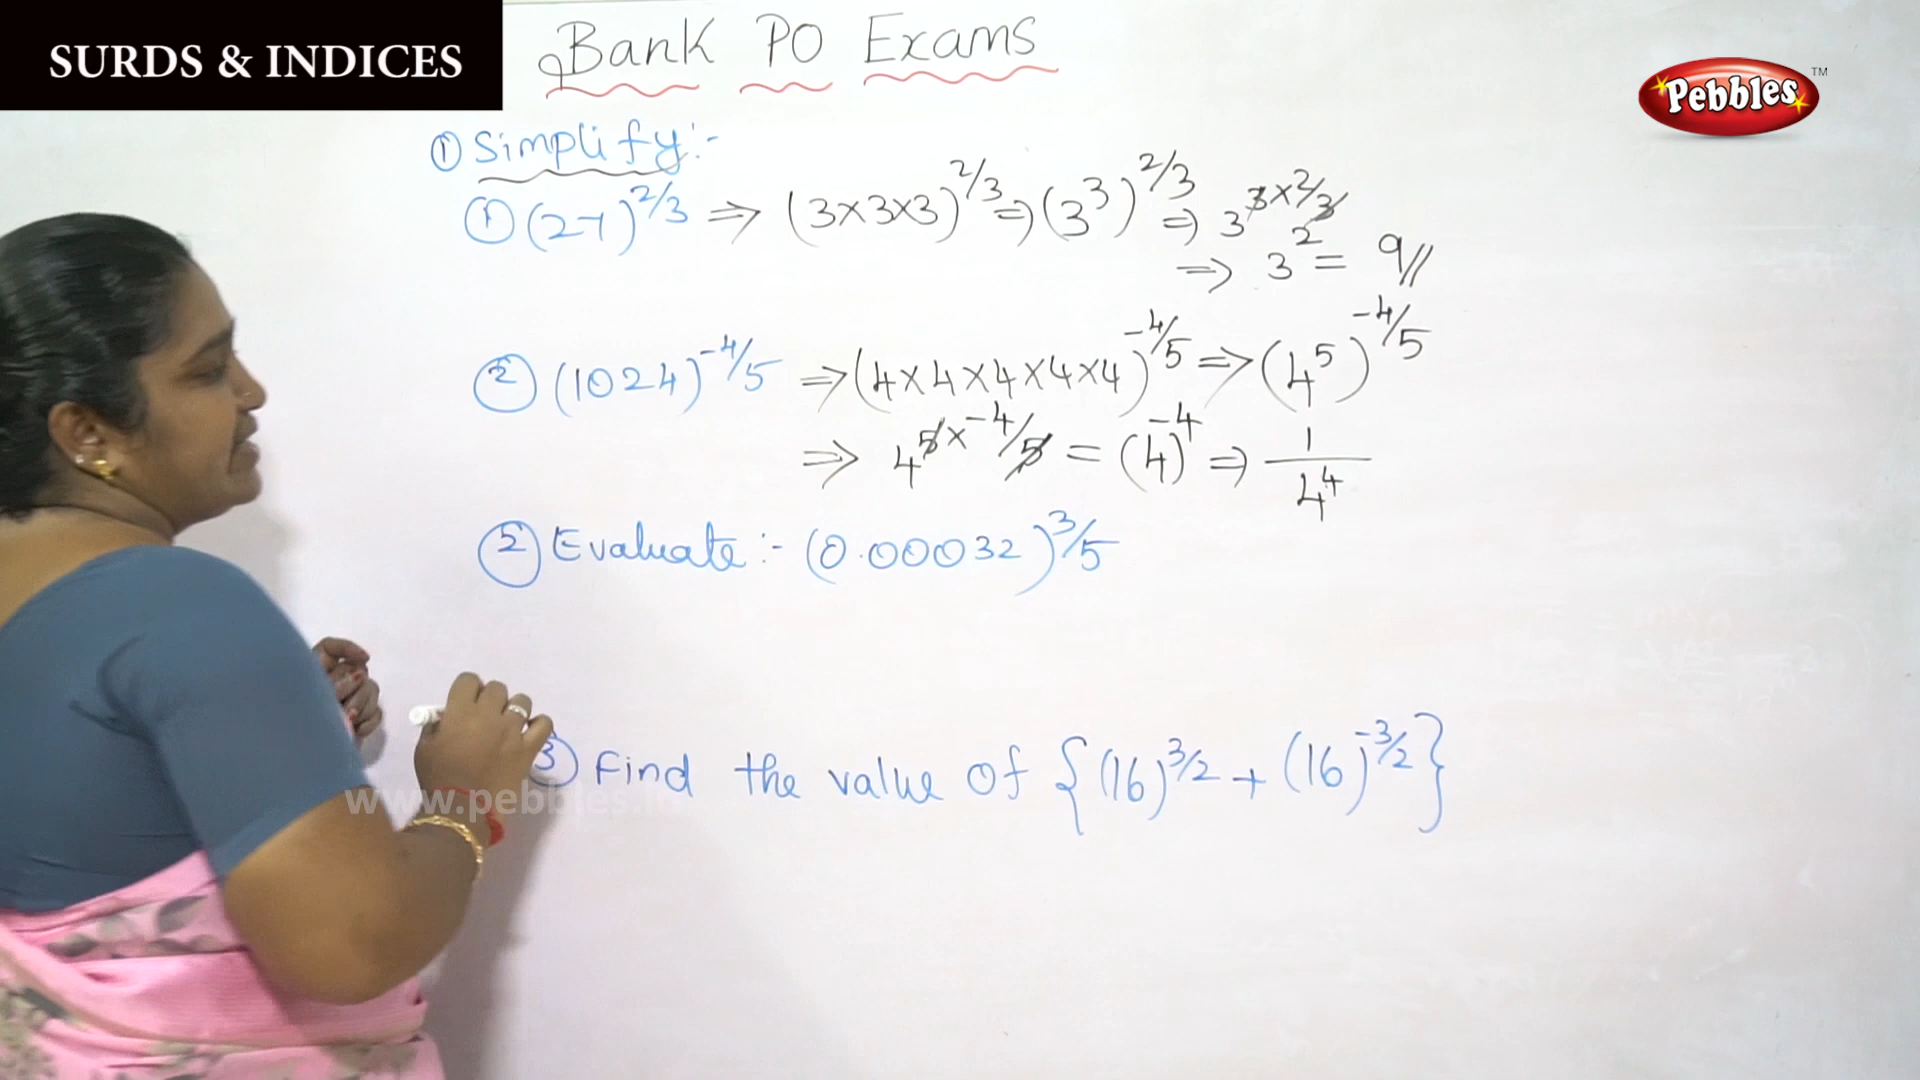 SURDS & INDICES
Bank PO Exams
Pebbles™
① Simplify:-
① (27)^2/3 ⇒ (3×3×3)^2/3 ⇒ (3^3)^2/3 ⇒ 3^3×2/3
⇒ 3^2 = 9//
② (1024)^-4/5 ⇒ (4×4×4×4×4)^-4/5 ⇒ (4^5)^-4/5
⇒ 4^5×-4/5 = (4)^-4 ⇒ 1/4^4
② Evaluate:- (0.00032)^3/5
③ Find the value of {(16)^3/2 + (16)^-3/2}
www.pebbles.